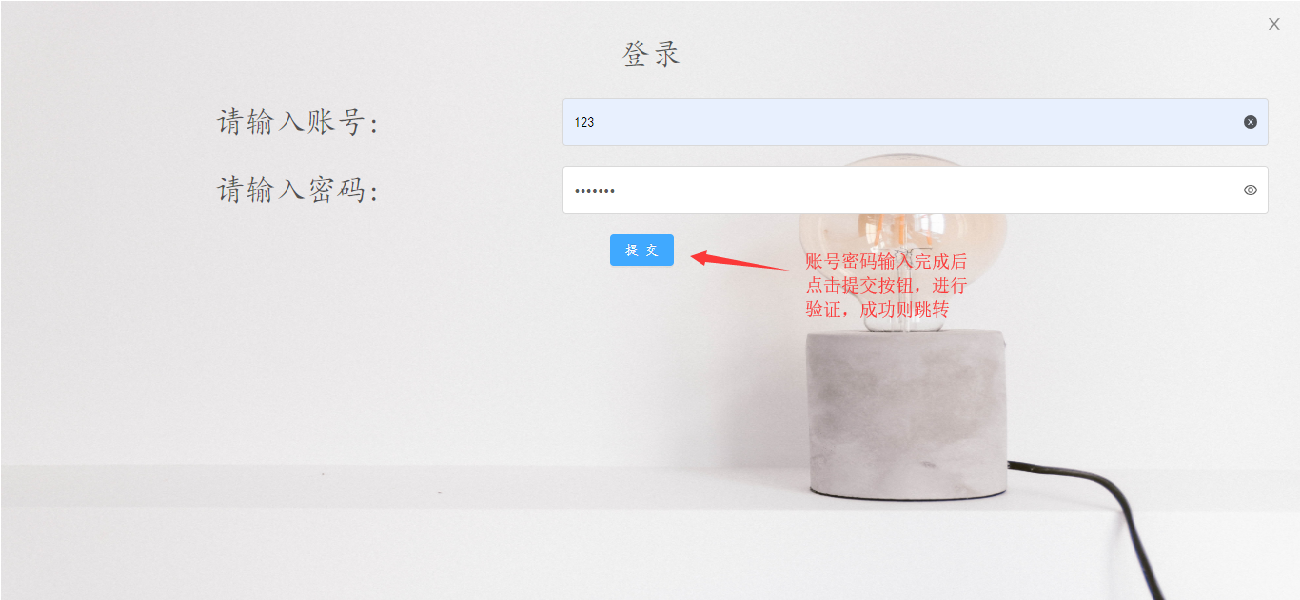 登录
请输入账号:
123
请输入密码:
•••••••
提 交
账号密码输入完成后
点击提交按钮，进行
验证，成功则跳转